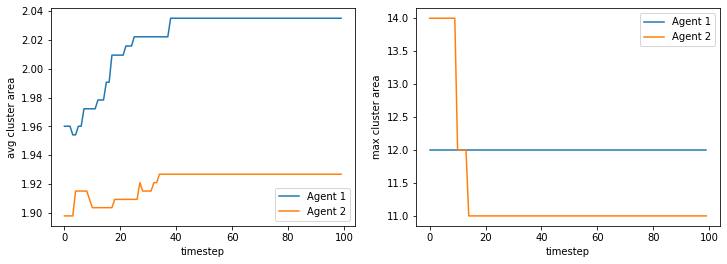 2.04
2.02
2.00
1.98
1.96
1.94
1.92
1.90
avg cluster area
0 20 40 60 80 100
timestep
Agent 1
Agent 2
14.0
13.5
13.0
12.5
12.0
11.5
11.0
max cluster area
0 20 40 60 80 100
timestep
Agent 1
Agent 2